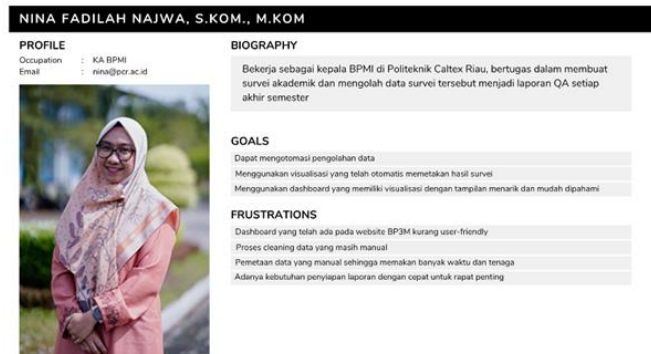 NINA FADILAH NAJWA, S.KOM., M.KOM
PROFILE
Occupation : KA BPMI
Email : nina@pcr.ac.id
BIOGRAPHY
Bekerja sebagai kepala BPMI di Politeknik Caltex Riau, bertugas dalam membuat
survei akademik dan mengolah data survei tersebut menjadi laporan QA setiap
akhir semester
GOALS
Dapat mengotomasi pengolahan data
Menggunakan visualisasi yang telah otomatis memetakan hasil survei
Menggunakan dashboard yang memiliki visualisasi dengan tampilan menarik dan mudah dipahami
FRUSTRATIONS
Dashboard yang telah ada pada website BP3M kurang user-friendly
Proses cleaning data yang masih manual
Pemetaan data yang manual sehingga memakan banyak waktu dan tenaga
Adanya kebutuhan penyiapan laporan dengan cepat untuk rapat penting